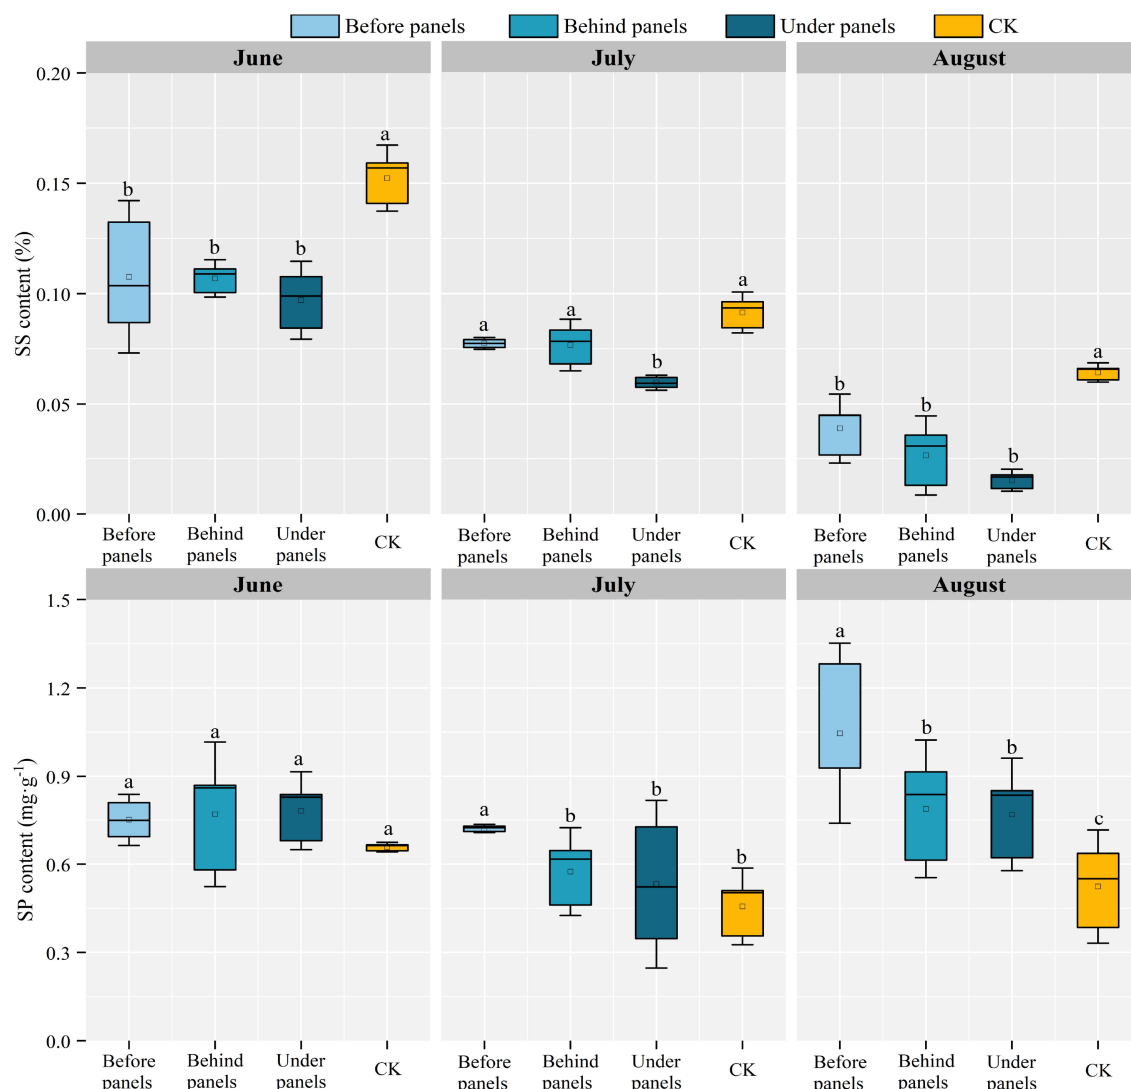 Before panels Behind panels Under panels CK
June July August
SS content (%)
0.20
0.15
0.10
0.05
0.00
b b b a
a a b a
b b b a
Before panels Behind panels Under panels CK
Before panels Behind panels Under panels CK
Before panels Behind panels Under panels CK
June July August
SP content (mg·g⁻¹)
1.5
1.2
0.9
0.6
0.3
0.0
a a a a
a b b b
a b b c
Before panels Behind panels Under panels CK
Before panels Behind panels Under panels CK
Before panels Behind panels Under panels CK